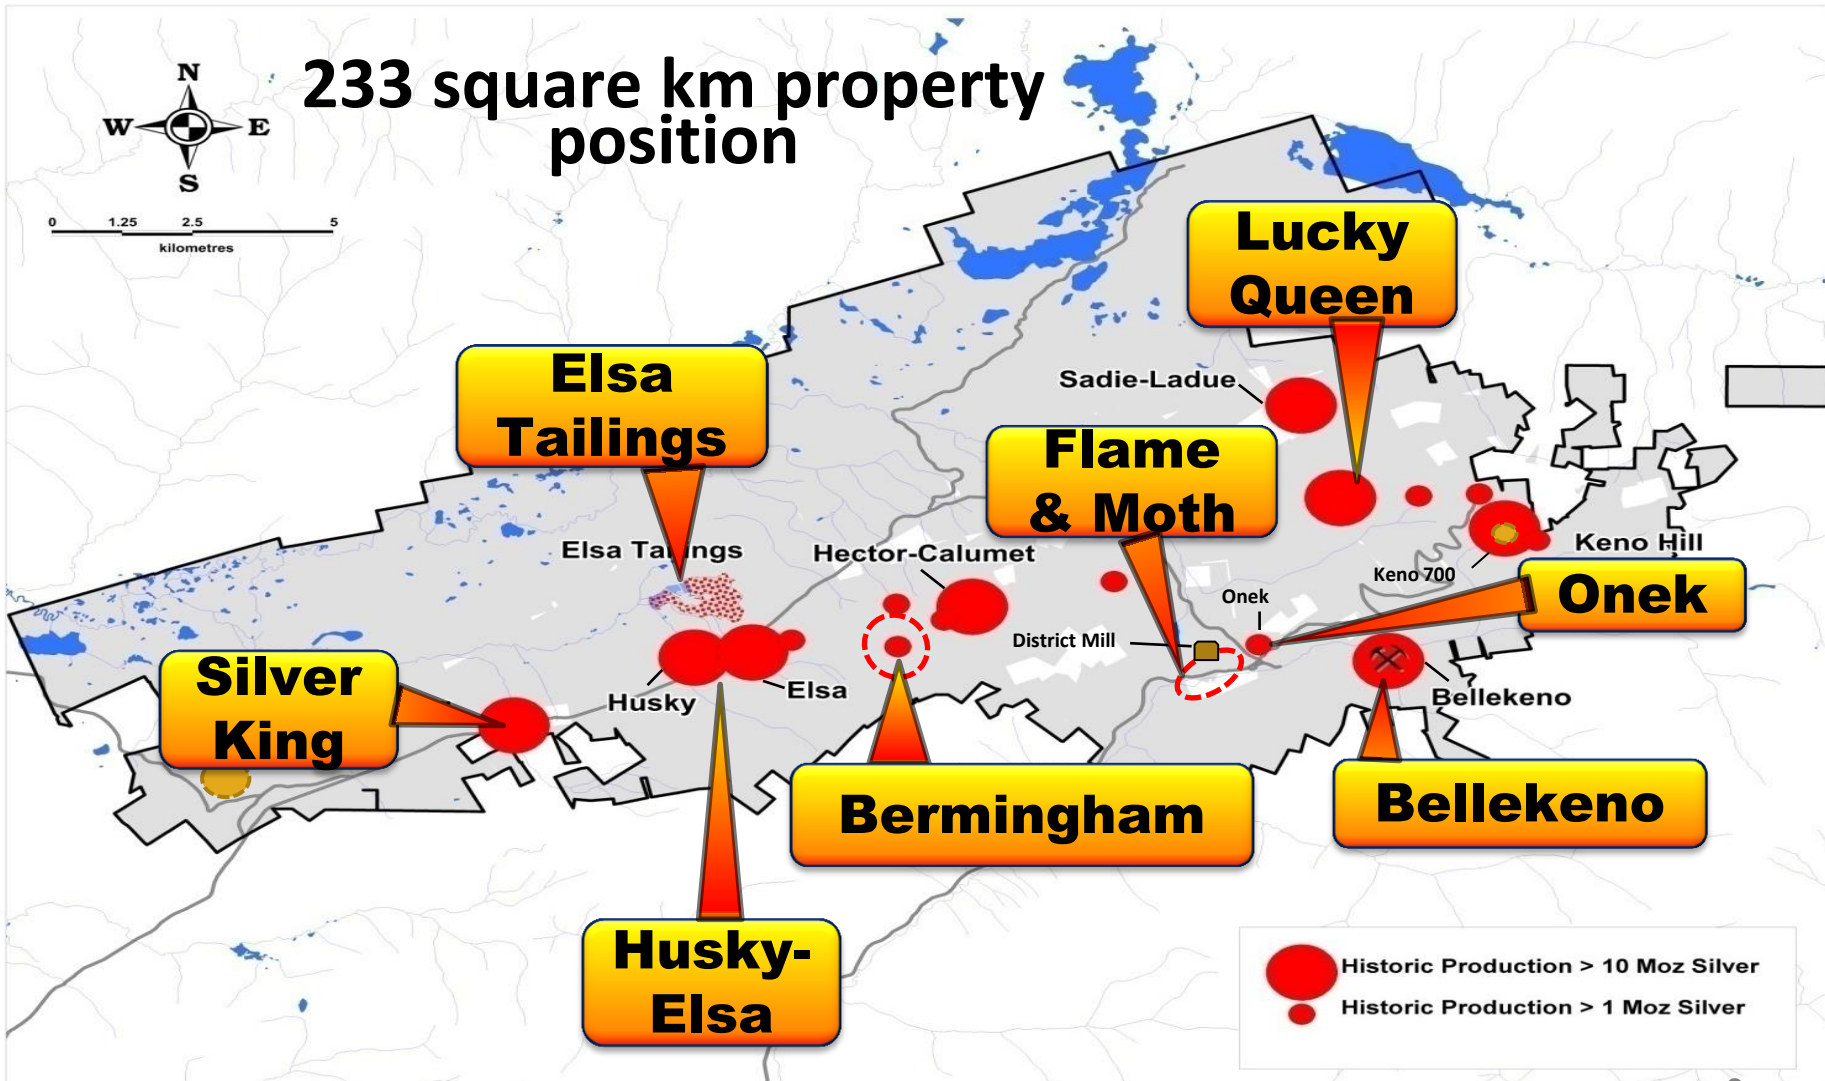 233 square km property
position
N
W E
S
0 1.25 2.5 5
kilometres
Lucky
Queen
Elsa
Tailings
Sadie-Ladue
Flame
& Moth
Elsa Tailings
Hector-Calumet
Keno Hill
Keno 700
Onek
Onek
District Mill
Silver
King
Husky
Elsa
Bellekeno
Bermingham
Bellekeno
Husky-
Elsa
Historic Production > 10 Moz Silver
Historic Production > 1 Moz Silver